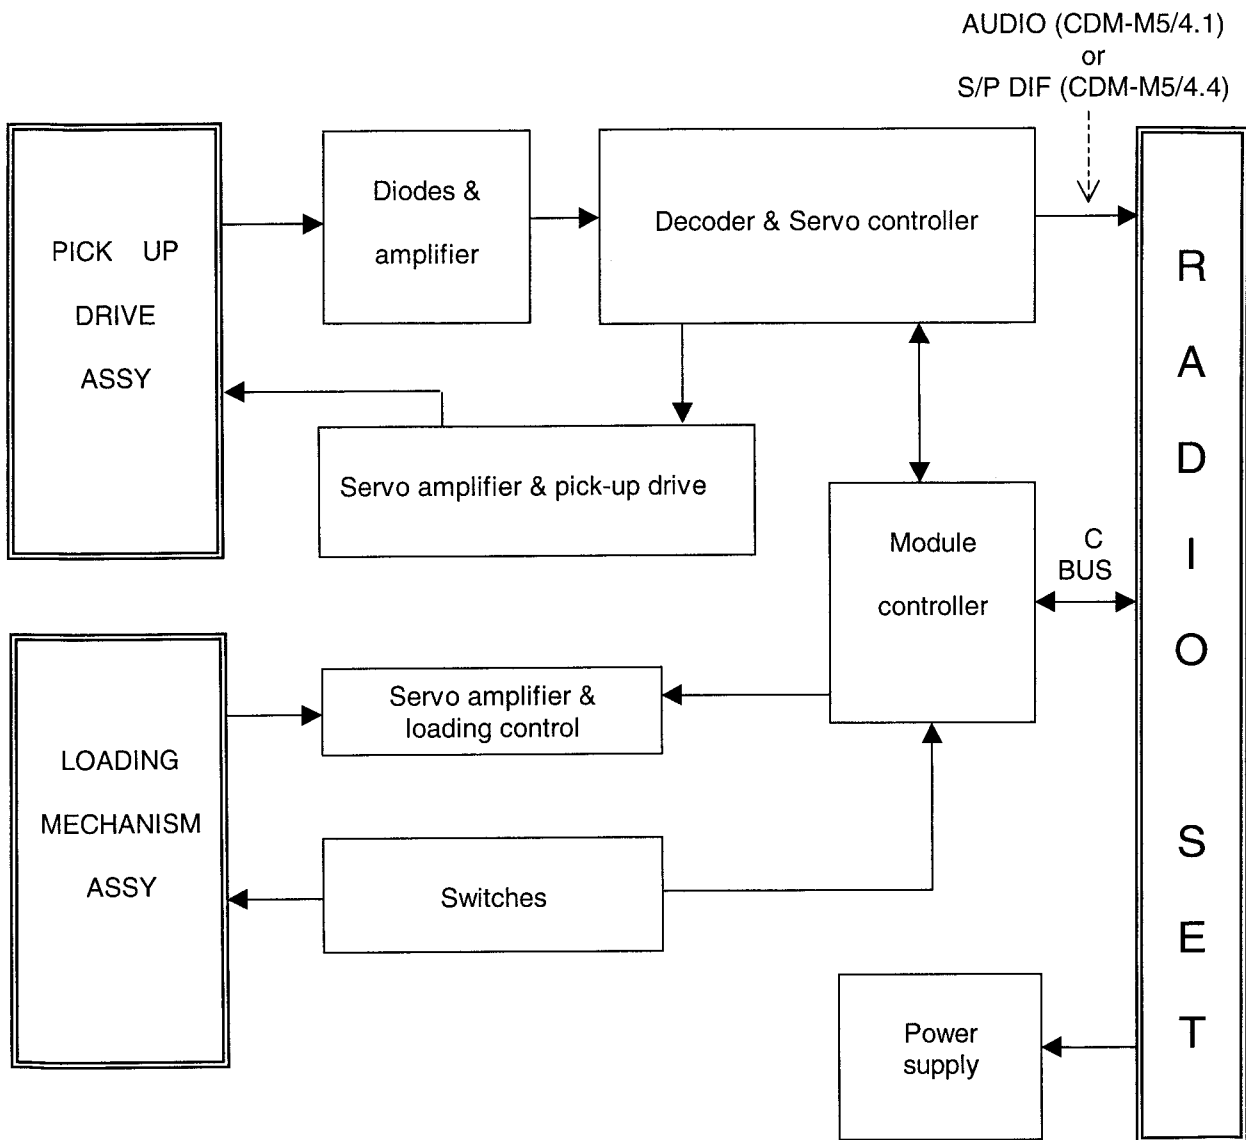 AUDIO (CDM-M5/4.1)
or
S/P DIF (CDM-M5/4.4)
PICK UP
DRIVE
ASSY
Diodes &
amplifier
Decoder & Servo controller
Servo amplifier & pick-up drive
Module
controller
C
BUS
LOADING
MECHANISM
ASSY
Servo amplifier &
loading control
Switches
Power
supply
R
A
D
I
O
S
E
T